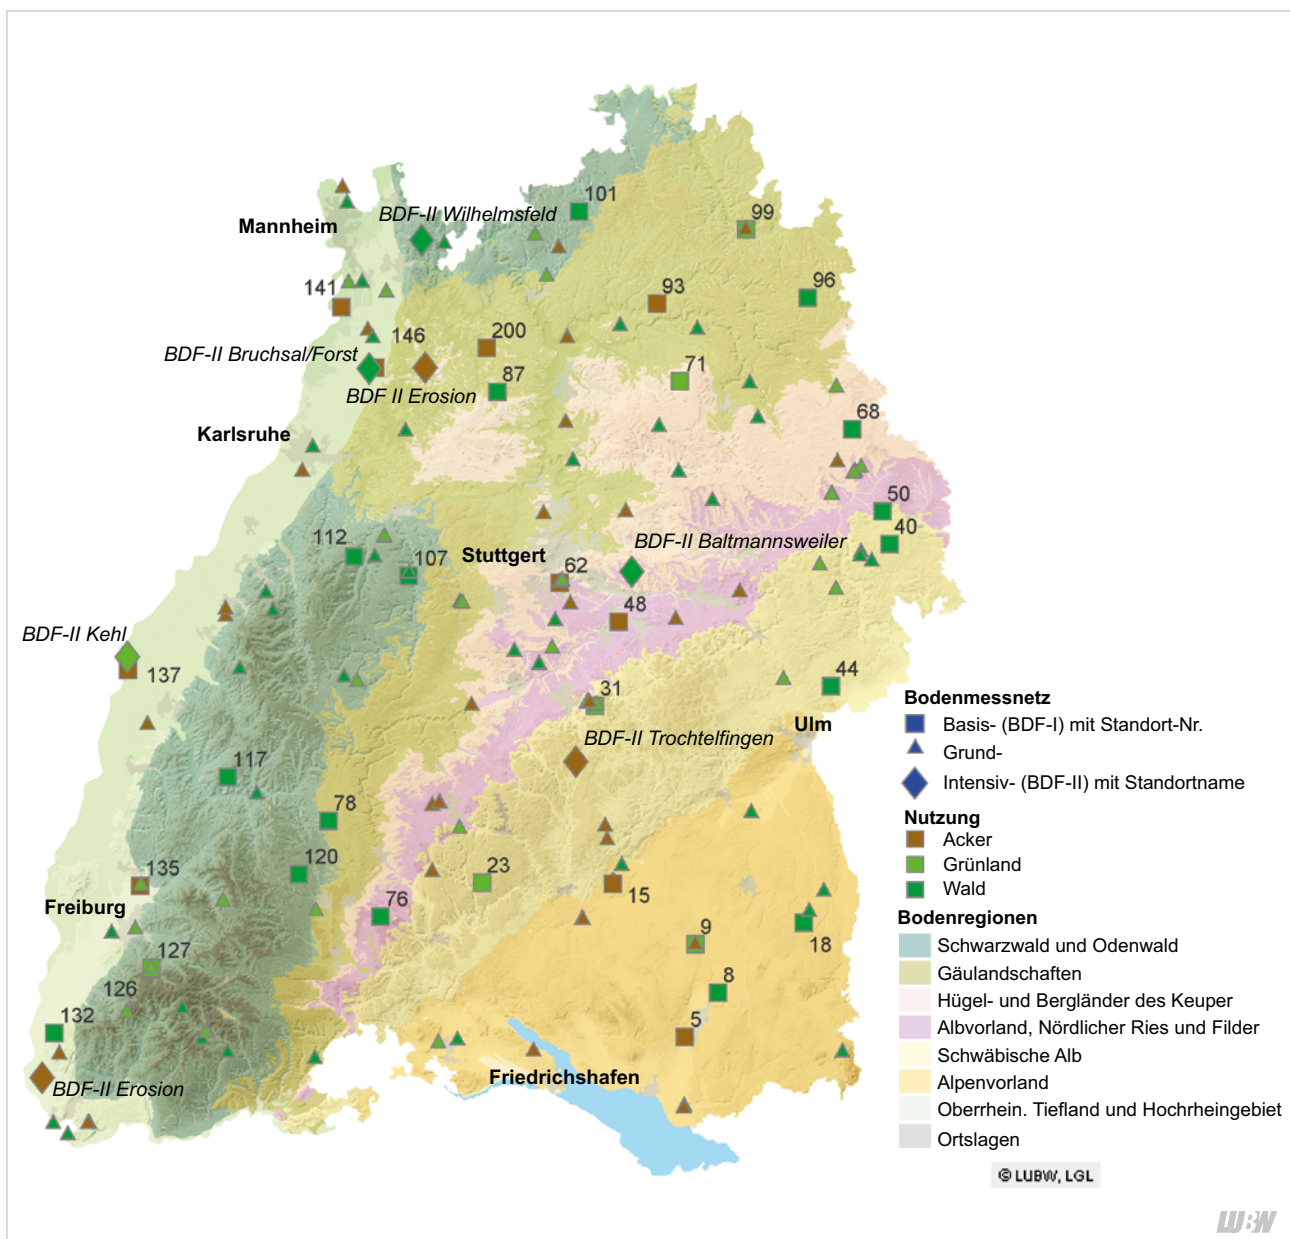 101
BDF-II Wilhelmsfeld
Mannheim
99
96
141
93
146
200
BDF-II Bruchsal/Forst
71
87
BDF II Erosion
68
Karlsruhe
50
40
112
BDF-II Baltmannsweiler
Stuttgart
107
62
48
BDF-II Kehl
137
44
31
Ulm
BDF-II Trochtelfingen
117
78
135
120
23
15
76
Freiburg
9
18
127
8
126
132
5
Friedrichshafen
BDF-II Erosion
Bodenmessnetz
Basis- (BDF-I) mit Standort-Nr.
Grund-
Intensiv- (BDF-II) mit Standortname
Nutzung
Acker
Grünland
Wald
Bodenregionen
Schwarzwald und Odenwald
Gäulandschaften
Hügel- und Bergländer des Keuper
Albvorland, Nördlicher Ries und Filder
Schwäbische Alb
Alpenvorland
Oberrhein. Tiefland und Hochrheingebiet
Ortslagen
© LUBW, LGL
LUBW